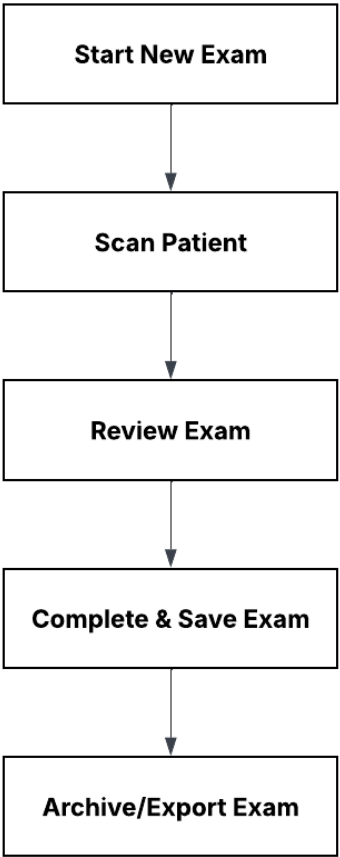 Start New Exam
Scan Patient
Review Exam
Complete & Save Exam
Archive/Export Exam